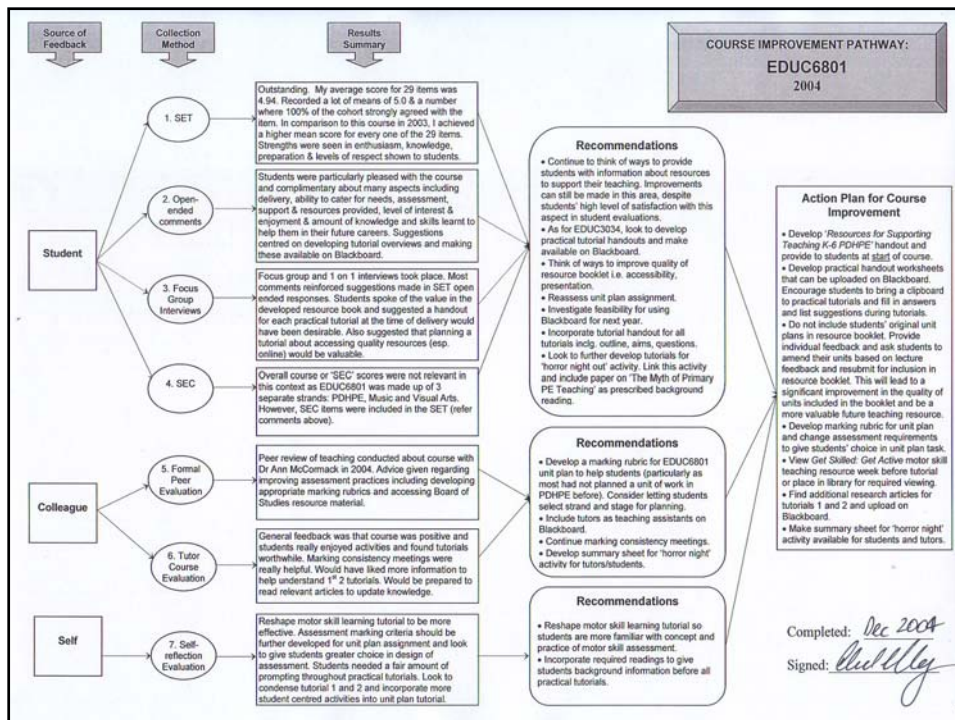 Source of
Feedback
Collection
Method
Results
Summary
COURSE IMPROVEMENT PATHWAY:
EDUC6801
2004
Student
1. SET
Outstanding. My average score for 29 items was
4.94. Recorded a lot of means of 5.0 & a number
where 100% of the cohort strongly agreed with the
item. In comparison to this course in 2003, I achieved
a higher mean score for every one of the 29 items.
Strengths were seen in enthusiasm, knowledge,
preparation & levels of respect shown to students.
2. Open-
ended
comments
Students were particularly pleased with the course
and complimentary about many aspects including
delivery, ability to cater for needs, assessment,
support & resources provided, level of interest &
enjoyment & amount of knowledge and skills learnt to
help them in their future careers. Suggestions
centred on developing tutorial overviews and making
these available on Blackboard.
3. Focus
Group
Interviews
Focus group and 1 on 1 interviews took place. Most
comments reinforced suggestions made in SET open
ended responses. Students spoke of the value in the
developed resource book and suggested a handout
for each practical tutorial at the time of delivery would
have been desirable. Also suggested that planning a
tutorial about accessing quality resources (esp.
online) would be valuable.
4. SEC
Overall course or 'SEC' scores were not relevant in
this context as EDUC6801 was made up of 3
separate strands: PDHPE, Music and Visual Arts.
However, SEC items were included in the SET (refer
comments above).
Colleague
5. Formal
Peer
Evaluation
Peer review of teaching conducted about course with
Dr Ann McCormack in 2004. Advice given regarding
improving assessment practices including developing
appropriate marking rubrics and accessing Board of
Studies resource material.
6. Tutor
Course
Evaluation
General feedback was that course was positive and
students really enjoyed activities and found tutorials
worthwhile. Marking consistency meetings were
really helpful. Would have liked more information to
help understand 1st 2 tutorials. Would be prepared to
read relevant articles to update knowledge.
Self
7. Self-
reflection
Evaluation
Reshape motor skill learning tutorial to be more
effective. Assessment marking criteria should be
further developed for unit plan assignment and look
to give students greater choice in design of
assessment. Students needed a fair amount of
prompting throughout practical tutorials. Look to
condense tutorial 1 and 2 and incorporate more
student centred activities into unit plan tutorial.
Recommendations
• Continue to think of ways to provide
students with information about resources
to support their teaching. Improvements
can still be made in this area, despite
students' high level of satisfaction with this
aspect in student evaluations.
• As for EDUC3034, look to develop
practical tutorial handouts and make
available on Blackboard.
• Think of ways to improve quality of
resource booklet i.e. accessibility,
presentation.
• Reassess unit plan assignment.
• Investigate feasibility for using
Blackboard for next year.
• Incorporate tutorial handout for all
tutorials inclg. outline, aims, questions.
• Look to further develop tutorials for
'horror night out' activity. Link this activity
and include paper on 'The Myth of Primary
PE Teaching' as prescribed background
reading.
Recommendations
• Develop a marking rubric for EDUC6801
unit plan to help students (particularly as
most had not planned a unit of work in
PDHPE before). Consider letting students
select strand and stage for planning.
• Include tutors as teaching assistants on
Blackboard.
• Continue marking consistency meetings.
• Develop summary sheet for 'horror night'
activity for tutors/students.
Recommendations
• Reshape motor skill learning tutorial so
students are more familiar with concept and
practice of motor skill assessment.
• Incorporate required readings to give
students background information before all
practical tutorials.
Action Plan for Course
Improvement
• Develop 'Resources for Supporting
Teaching K-6 PDHPE' handout and
provide to students at start of course.
• Develop practical handout worksheets
that can be uploaded on Blackboard.
Encourage students to bring a clipboard
to practical tutorials and fill in answers
and list suggestions during tutorials.
• Do not include students' original unit
plans in resource booklet. Provide
individual feedback and ask students to
amend their units based on lecture
feedback and resubmit for inclusion in
resource booklet. This will lead to a
significant improvement in the quality of
units included in the booklet and be a
more valuable future teaching resource.
• Develop marking rubric for unit plan
and change assessment requirements
to give students' choice in unit plan task.
• View Get Skilled: Get Active motor skill
teaching resource week before tutorial
or place in library for required viewing.
• Find additional research articles for
tutorials 1 and 2 and upload on
Blackboard.
• Make summary sheet for 'horror night'
activity available for students and tutors.
Completed: Dec 2004
Signed: